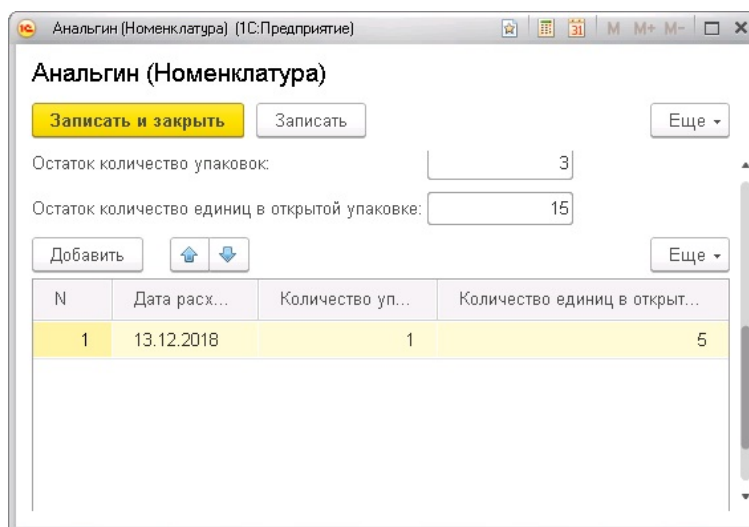 Анальгин (Номенклатура) (1С:Предприятие) 31 M M+ M-
Анальгин (Номенклатура)
Записать и закрыть Записать Еще
Остаток количество упаковок: 3
Остаток количество единиц в открытой упаковке: 15
Добавить Еще
N Дата расх... Количество уп... Количество единиц в открыт...
1 13.12.2018 1 5